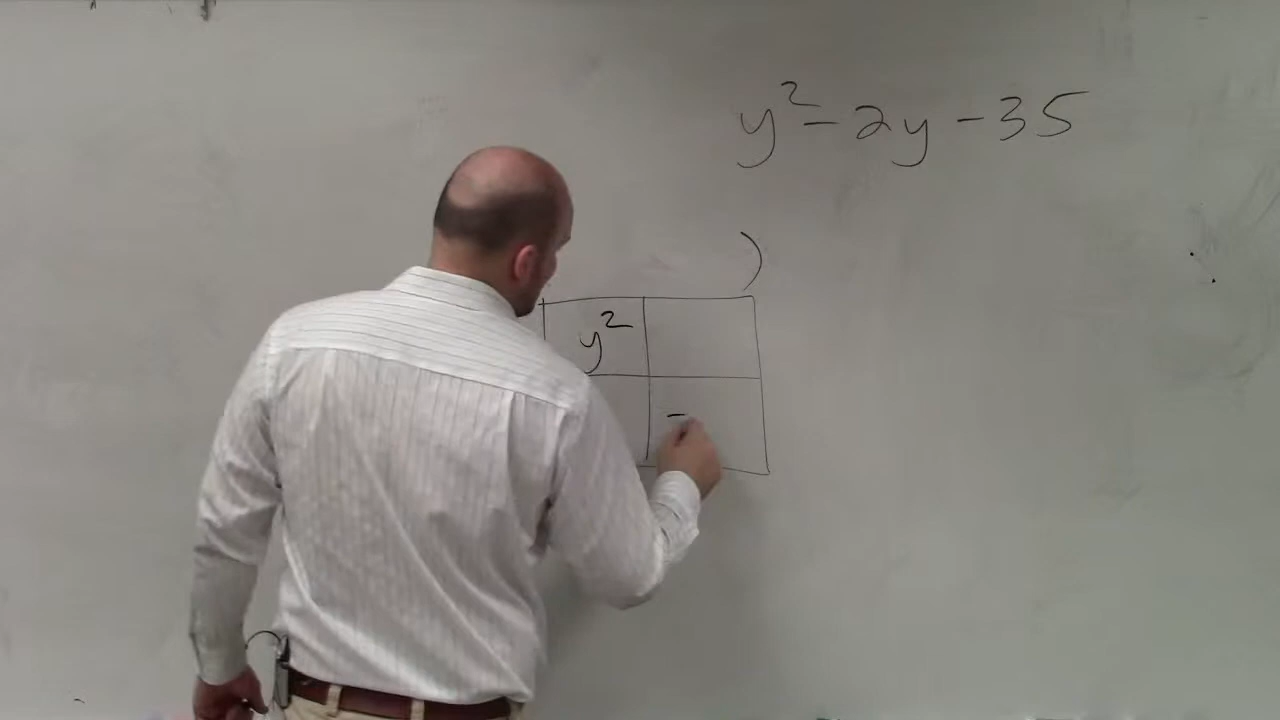 y² - 2y - 35
)
y²
-